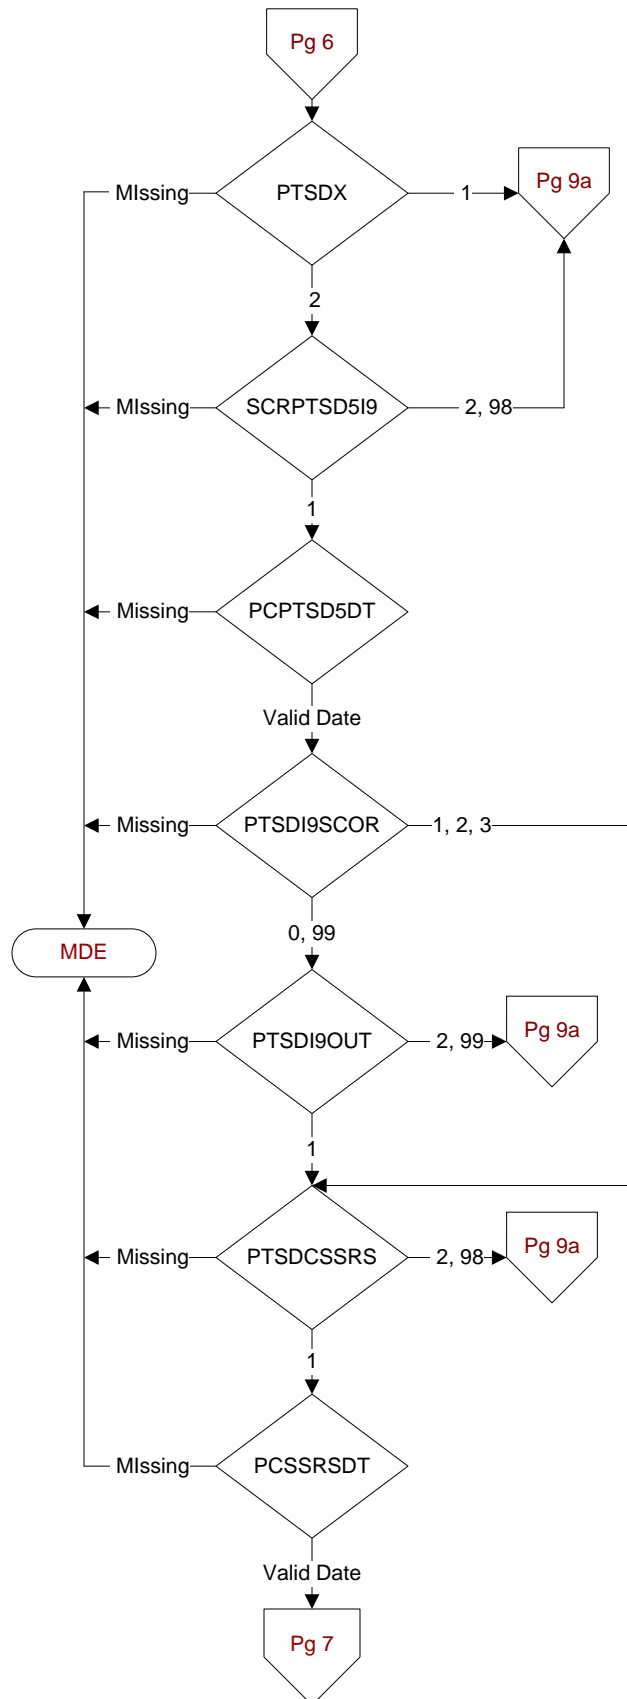 Pg 6
MIssing
PTSDX
1
Pg 9a
2
MIssing
SCRPTSD5I9
2, 98
1
Missing
PCPTSD5DT
Valid Date
Missing
PTSDI9SCOR
1, 2, 3
0, 99
MDE
Missing
PTSDI9OUT
2, 99
Pg 9a
1
Missing
PTSDCSSRS
2, 98
Pg 9a
1
MIssing
PCSSRSDT
Valid Date
Pg 7